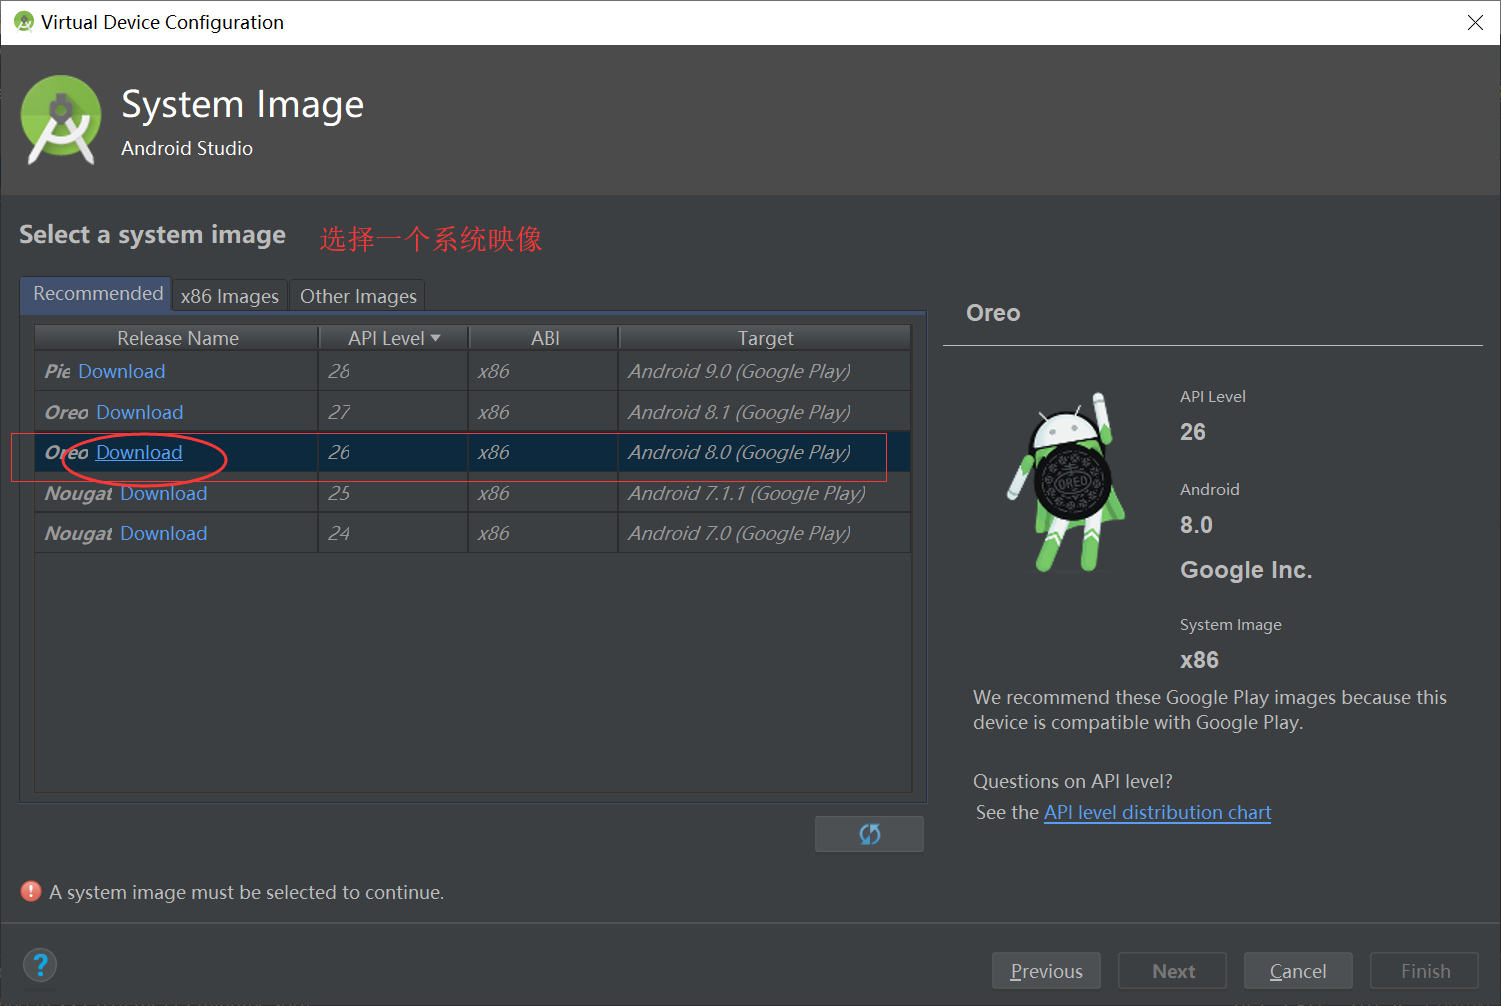 Virtual Device Configuration
System Image
Android Studio
Select a system image 选择一个系统映像
Recommended x86 Images Other Images
Release Name API Level ABI Target
Pie Download 28 x86 Android 9.0 (Google Play)
Oreo Download 27 x86 Android 8.1 (Google Play)
Oreo Download 26 x86 Android 8.0 (Google Play)
Nougat Download 25 x86 Android 7.1.1 (Google Play)
Nougat Download 24 x86 Android 7.0 (Google Play)
Oreo
OREO
API Level
26
Android
8.0
Google Inc.
System Image
x86
We recommend these Google Play images because this
device is compatible with Google Play.
Questions on API level?
See the API level distribution chart
A system image must be selected to continue.
?
Previous Next Cancel Finish